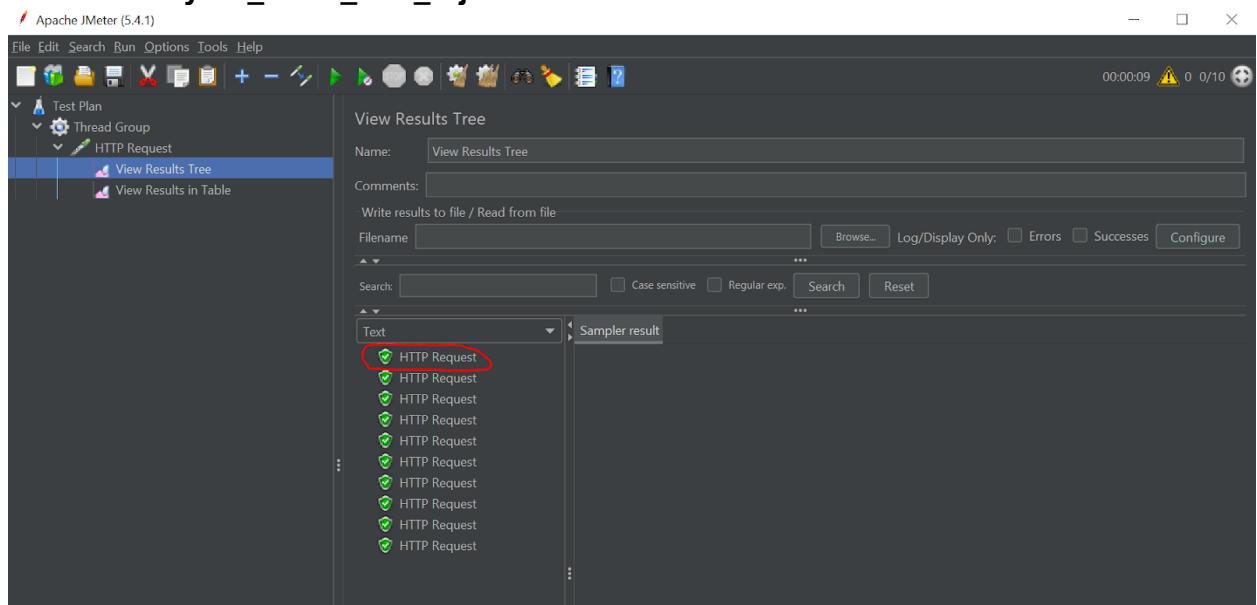 Apache JMeter (5.4.1)
File Edit Search Run Options Tools Help
00:00:09 0 0/10
Test Plan
Thread Group
HTTP Request
View Results Tree
View Results in Table
View Results Tree
Name: View Results Tree
Comments:
Write results to file / Read from file
Filename Browse... Log/Display Only: Errors Successes Configure
Search: Case sensitive Regular exp. Search Reset
Text Sampler result
HTTP Request
HTTP Request
HTTP Request
HTTP Request
HTTP Request
HTTP Request
HTTP Request
HTTP Request
HTTP Request
HTTP Request